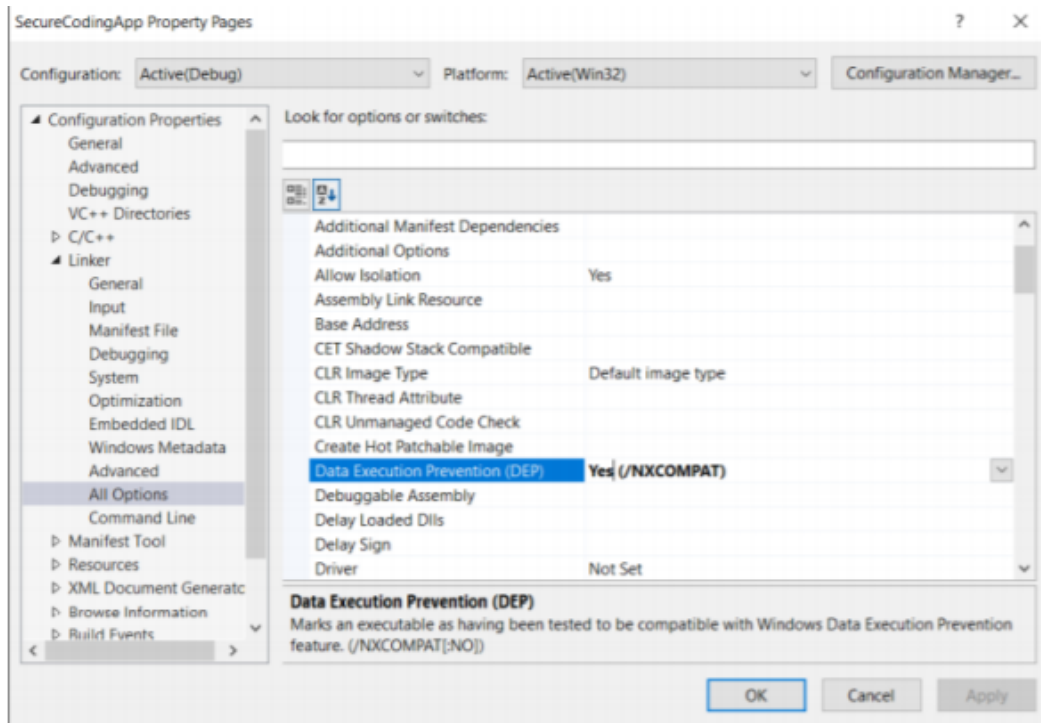 SecureCodingApp Property Pages ? ×
Configuration: Active(Debug) Platform: Active(Win32) Configuration Manager...
Configuration Properties
General
Advanced
Debugging
VC++ Directories
C/C++
Linker
General
Input
Manifest File
Debugging
System
Optimization
Embedded IDL
Windows Metadata
Advanced
All Options
Command Line
Manifest Tool
Resources
XML Document Generatc
Browse Information
Build Events
Look for options or switches:
Additional Manifest Dependencies
Additional Options
Allow Isolation Yes
Assembly Link Resource
Base Address
CET Shadow Stack Compatible
CLR Image Type Default image type
CLR Thread Attribute
CLR Unmanaged Code Check
Create Hot Patchable Image
Data Execution Prevention (DEP) Yes (/NXCOMPAT)
Debuggable Assembly
Delay Loaded Dlls
Delay Sign
Driver Not Set
Data Execution Prevention (DEP)
Marks an executable as having been tested to be compatible with Windows Data Execution Prevention
feature. (/NXCOMPAT[:NO])
OK Cancel Apply